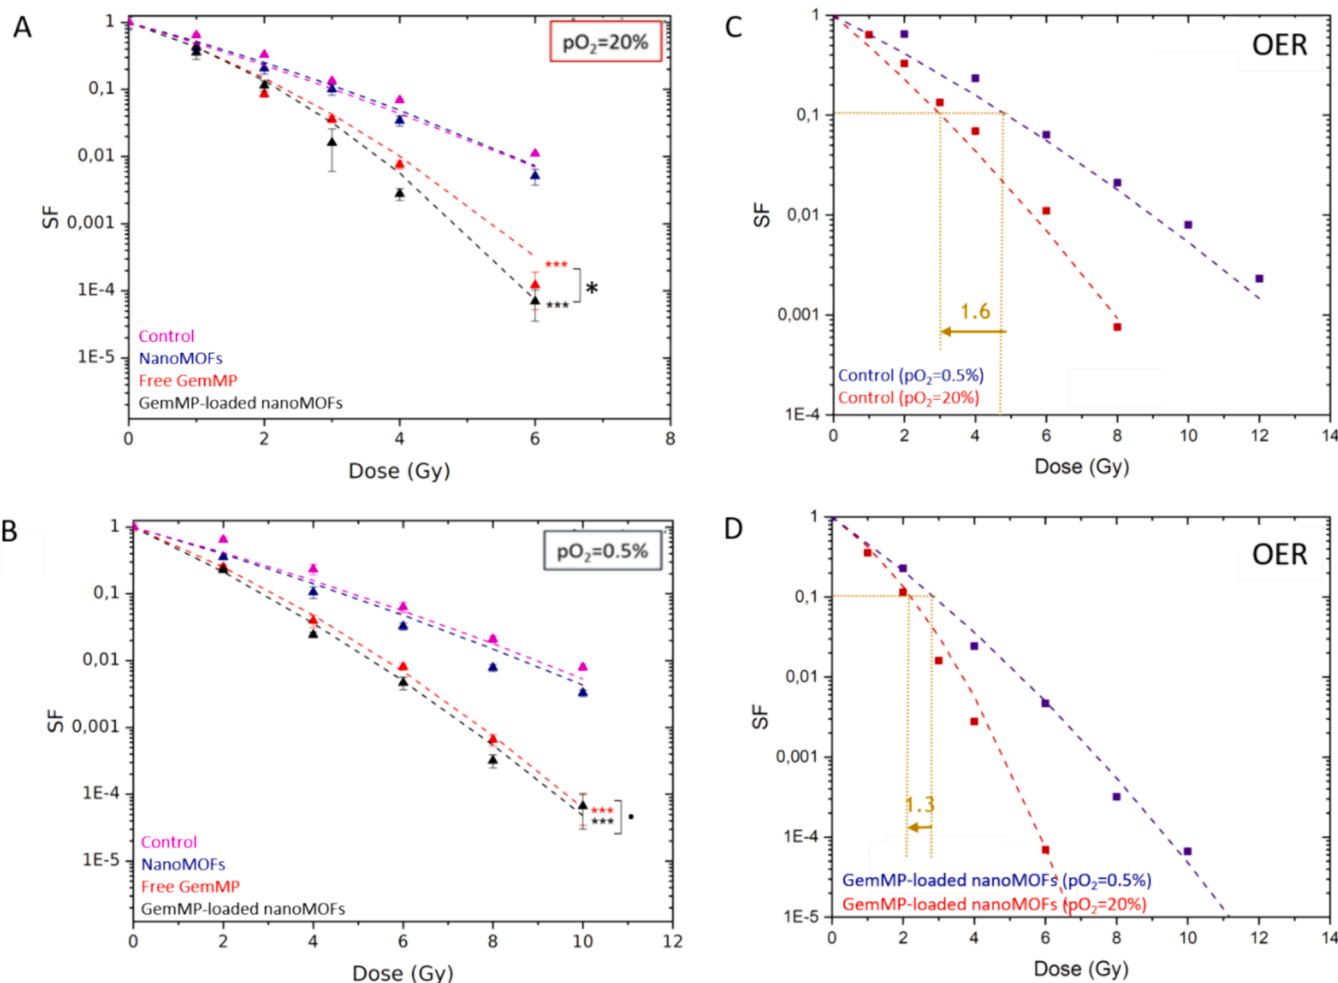 A
pO₂=20%
1
0.1
0,01
0,001
1E-4
1E-5
SF
***
***
*
Control
NanoMOFs
Free GemMP
GemMP-loaded nanoMOFs
0 2 4 6 8
Dose (Gy)
C
OER
1
0,1
0,01
0,001
1E-4
SF
1.6
Control (pO₂=0.5%)
Control (pO₂=20%)
0 2 4 6 8 10 12 14
Dose (Gy)
B
pO₂=0.5%
1
0.1
0,01
0,001
1E-4
1E-5
SF
***
***
•
Control
NanoMOFs
Free GemMP
GemMP-loaded nanoMOFs
0 2 4 6 8 10 12
Dose (Gy)
D
OER
1
0,1
0,01
0,001
1E-4
1E-5
SF
1.3
GemMP-loaded nanoMOFs (pO₂=0.5%)
GemMP-loaded nanoMOFs (pO₂=20%)
0 2 4 6 8 10 12 14
Dose (Gy)